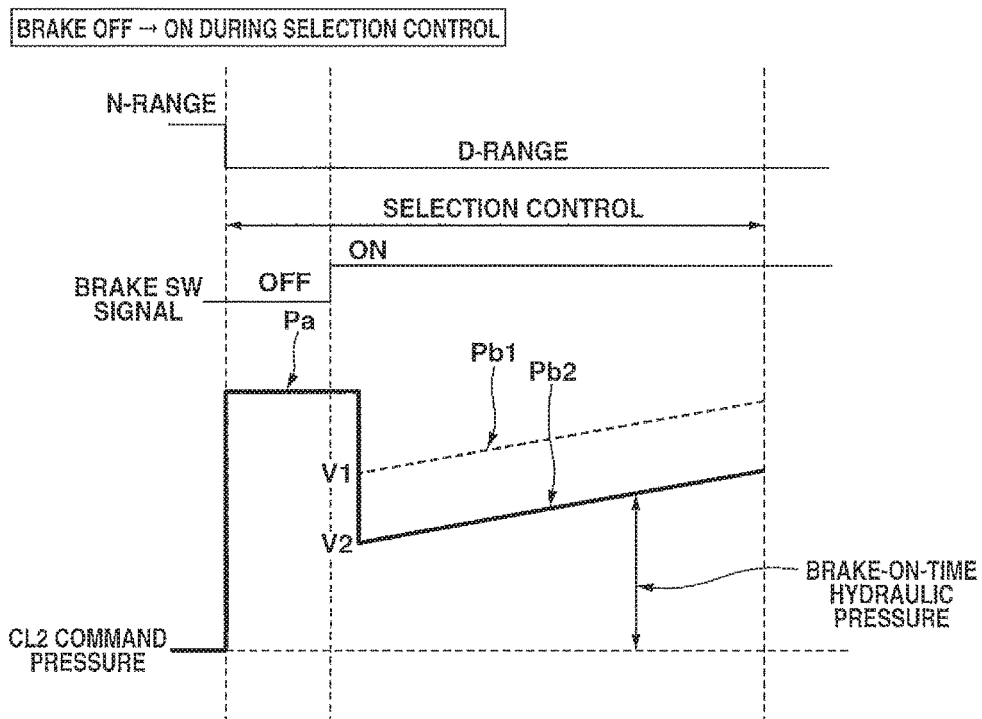 BRAKE OFF → ON DURING SELECTION CONTROL
N-RANGE
D-RANGE
SELECTION CONTROL
ON
OFF
BRAKE SW
SIGNAL
Pa
Pb1
Pb2
V1
V2
BRAKE-ON-TIME
HYDRAULIC
PRESSURE
CL2 COMMAND
PRESSURE